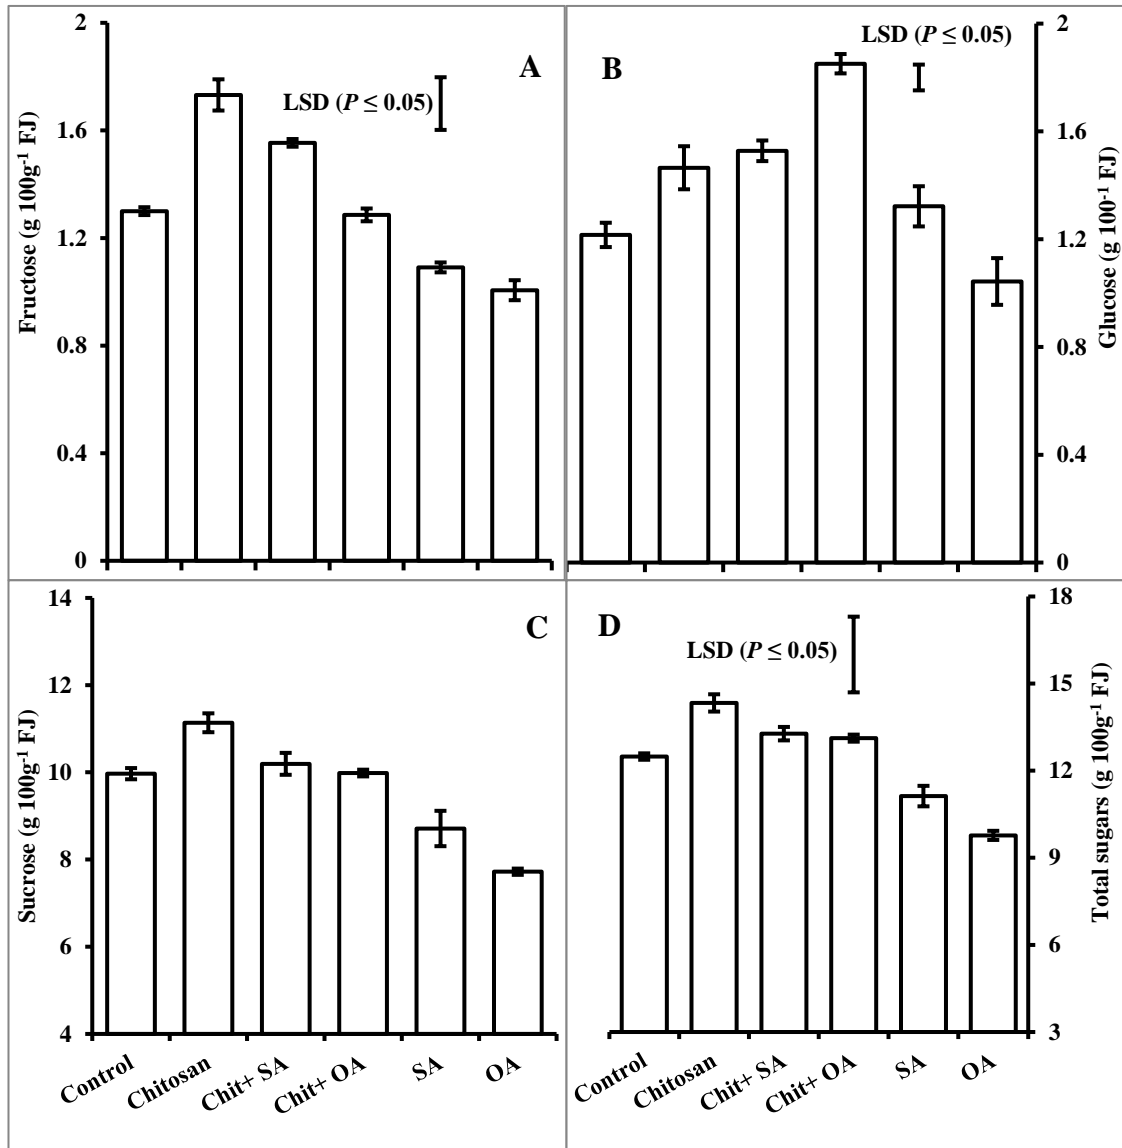 A
LSD (P ≤ 0.05)
Fructose (g 100g⁻¹ FJ)
2
1.6
1.2
0.8
0.4
0
B
LSD (P ≤ 0.05)
Glucose (g 100⁻¹ FJ)
2
1.6
1.2
0.8
0.4
0
C
Sucrose (g 100g⁻¹ FJ)
14
12
10
8
6
4
Control
Chitosan
Chit+ SA
Chit+ OA
SA
OA
D
LSD (P ≤ 0.05)
Total sugars (g 100g⁻¹ FJ)
18
15
12
9
6
3
Control
Chitosan
Chit+ SA
Chit+ OA
SA
OA